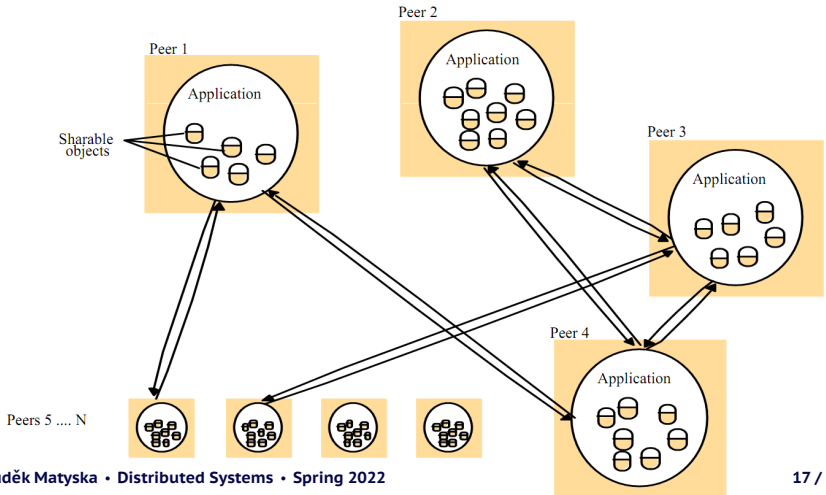 Peer 1
Application
Sharable
objects
Peer 2
Application
Peer 3
Application
Peer 4
Application
Peers 5 .... N
Matyska • Distributed Systems • Spring 2022
17 /